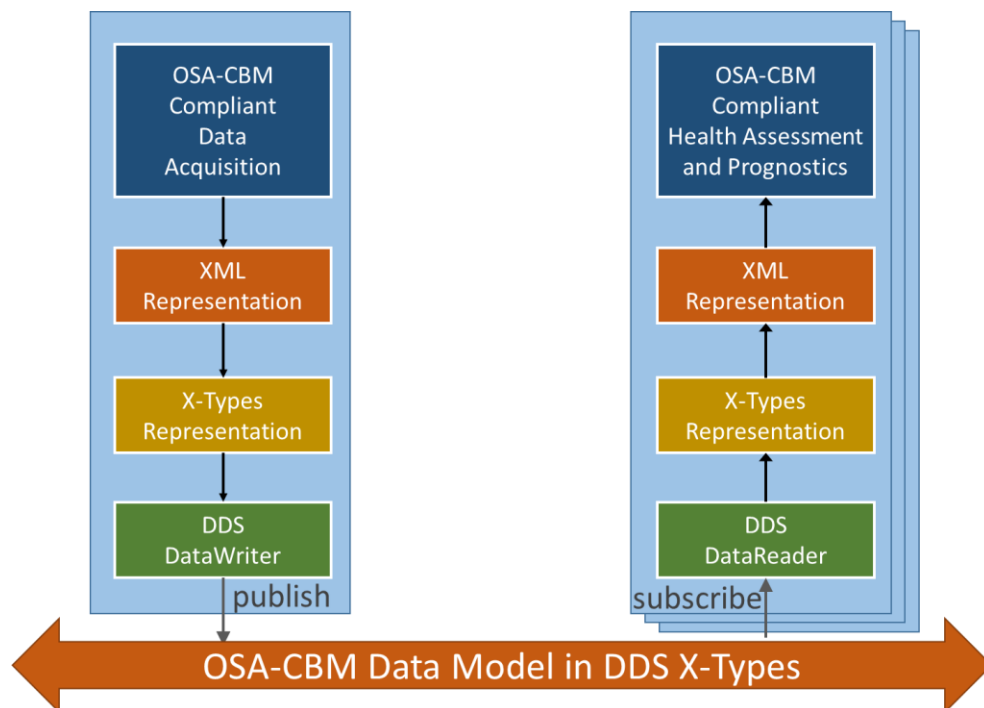 OSA-CBM
Compliant
Data
Acquisition
XML
Representation
X-Types
Representation
DDS
DataWriter
publish
OSA-CBM
Compliant
Health Assessment
and Prognostics
XML
Representation
X-Types
Representation
DDS
DataReader
subscribe
OSA-CBM Data Model in DDS X-Types